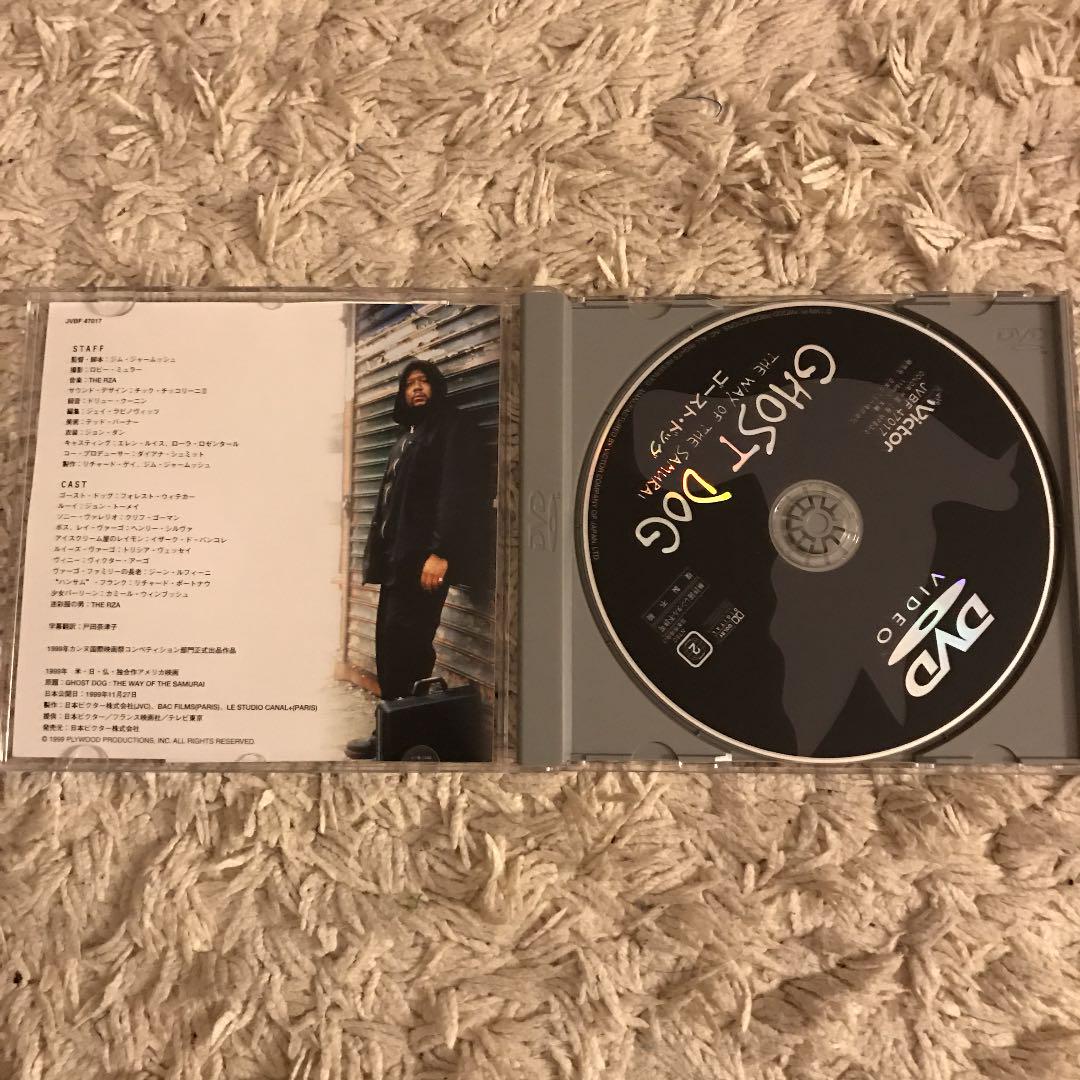 JVBF 47017
STAFF
監督・脚本：ジム・ジャームッシュ
撮影：ロビー・ミュラー
音楽：THE RZA
サウンド・デザイン：チック・チッコリーニⅡ
録音：ドリュー・クーニン
編集：ジェイ・ラビノヴィッツ
美術：テッド・バーナー
衣装：ジョン・ダン
キャスティング：エレン・ルイス、ローラ・ロゼンタール
コー・プロデューサー：ダイアナ・シュミット
製作：リチャード・ゲイ、ジム・ジャームッシュ
CAST
ゴースト・ドッグ：フォレスト・ウィテカー
ルーイ：ジョン・トーメイ
ソニー・ヴァレリオ：クリフ・ゴーマン
ボス、レイ・ヴァーゴ：ヘンリー・シルヴァ
アイスクリーム屋のレイモン：イザーク・ド・バンコレ
ルイーズ・ヴァーゴ：トリシア・ヴェッセイ
ヴィニー：ヴィクター・アーゴ
ヴァーゴ・ファミリーの長老：ジーン・ルフィーニ
"ハンサム"・フランク：リチャード・ポートナウ
少女パーリーン：カミール・ウィンブッシュ
迷彩服の男：THE RZA
字幕翻訳：戸田奈津子
1999年カンヌ国際映画祭コンペティション部門正式出品作品
1999年 米・日・仏・独合作アメリカ映画
原題：GHOST DOG : THE WAY OF THE SAMURAI
日本公開日：1999年11月27日
製作：日本ビクター株式会社(JVC)、BAC FILMS(PARIS)、LE STUDIO CANAL+(PARIS)
提供：日本ビクター／フランス映画社／テレビ東京
発売元：日本ビクター株式会社
© 1999 PLYWOOD PRODUCTIONS, INC. ALL RIGHTS RESERVED.
DVD
DVD
Victor
JVBF 47017
GHOST DOG
THE WAY OF THE SAMURAI
ゴースト・ドッグ
2
DVD
VIDEO